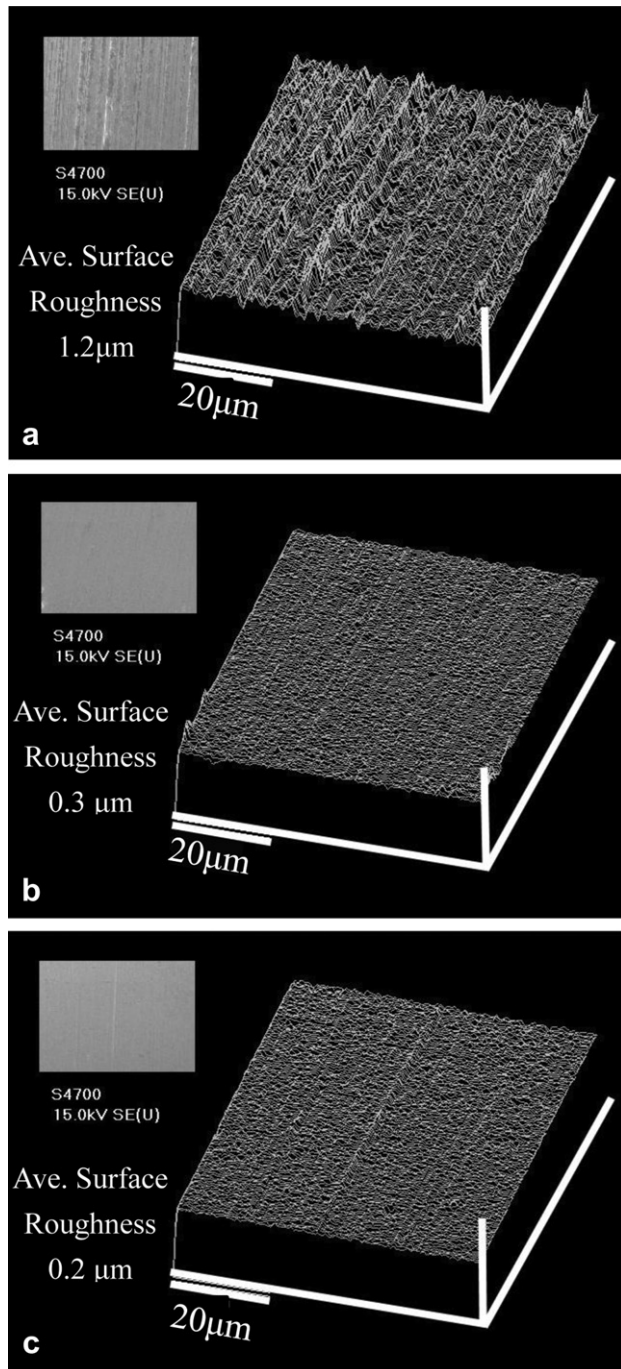 S4700
15.0kV SE(U)
Ave. Surface
Roughness
1.2μm
20μm
a
S4700
15.0kV SE(U)
Ave. Surface
Roughness
0.3 μm
20μm
b
S4700
15.0kV SE(U)
Ave. Surface
Roughness
0.2 μm
20μm
c